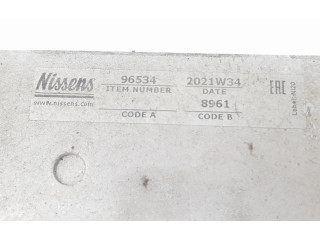 Nissens 96534 2021W34 EAC
www.nissens.com ITEM NUMBER DATE
8961
CODE A CODE B